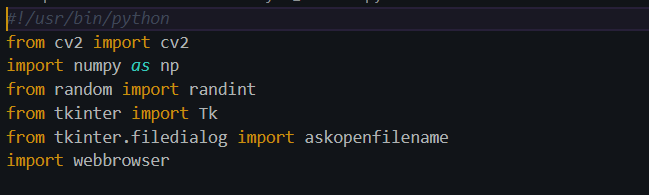 #!/usr/bin/python
from cv2 import cv2
import numpy as np
from random import randint
from tkinter import Tk
from tkinter.filedialog import askopenfilename
import webbrowser